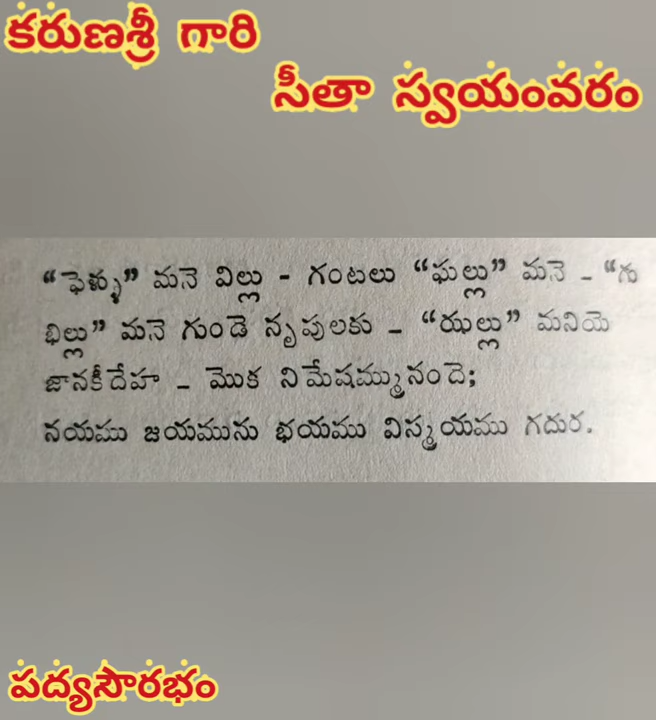 కరుణశ్రీ గారి
సీతా స్వయంవరం
“ఫెళ్ళు” మనె విల్లు - గంటలు “ఘల్లు” మనె - “గు
భిల్లు” మనె గుండె నృపులకు - “ఝల్లు” మనియె
జానకీదేహ - మొక నిమేషమ్మునందె;
నయము జయమును భయము విస్మయము గదుర.
పద్యసౌరభం